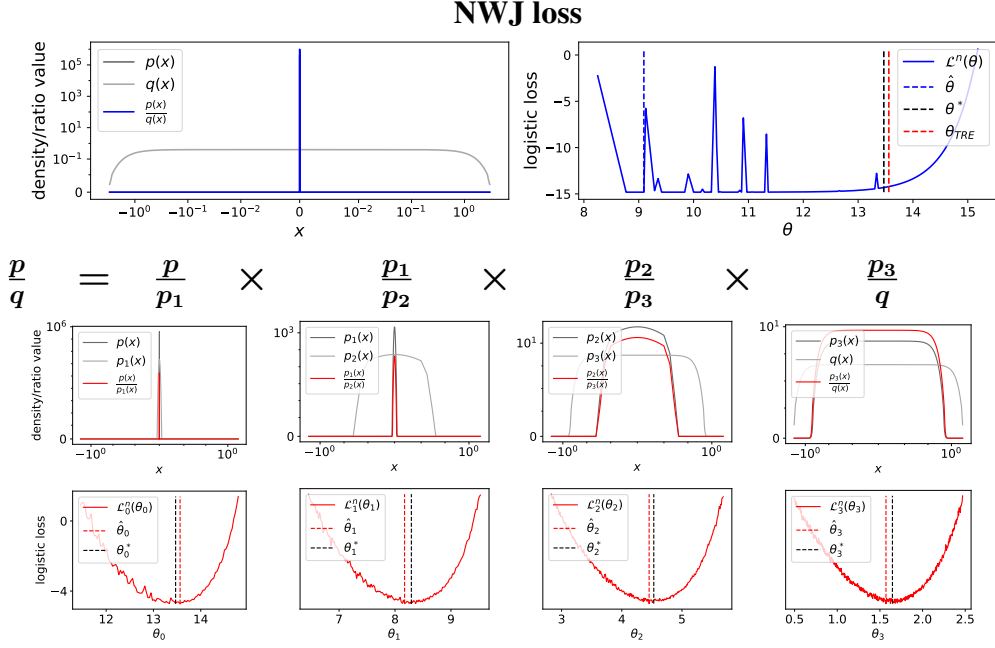 NWJ loss
density/ratio value
10^5
10^3
10^1
10^{-1}
0
p(x)
q(x)
p(x)/q(x)
−10^0 −10^{-1} −10^{-2} 0 10^{-2} 10^{-1} 10^0
x
logistic loss
0
−5
−10
−15
ℒ^n(θ)
θ̂
θ^*
θ_{TRE}
8 9 10 11 12 13 14 15
θ
p/q = p/p_1 × p_1/p_2 × p_2/p_3 × p_3/q
density/ratio value
10^6
0
p(x)
p_1(x)
p(x)/p_1(x)
−10^0 10^0
x
10^3
0
p_1(x)
p_2(x)
p_1(x)/p_2(x)
−10^0 10^0
x
10^1
0
p_2(x)
p_3(x)
p_2(x)/p_3(x)
−10^0 10^0
x
10^1
0
p_3(x)
q(x)
p_3(x)/q(x)
−10^0 10^0
x
logistic loss
0
−4
ℒ_0^n(θ_0)
θ̂_0
θ_0^*
12 13 14
θ_0
ℒ_1^n(θ_1)
θ̂_1
θ_1^*
7 8 9
θ_1
ℒ_2^n(θ_2)
θ̂_2
θ_2^*
3 4 5
θ_2
ℒ_3^n(θ_3)
θ̂_3
θ_3^*
0.5 1.0 1.5 2.0 2.5
θ_3